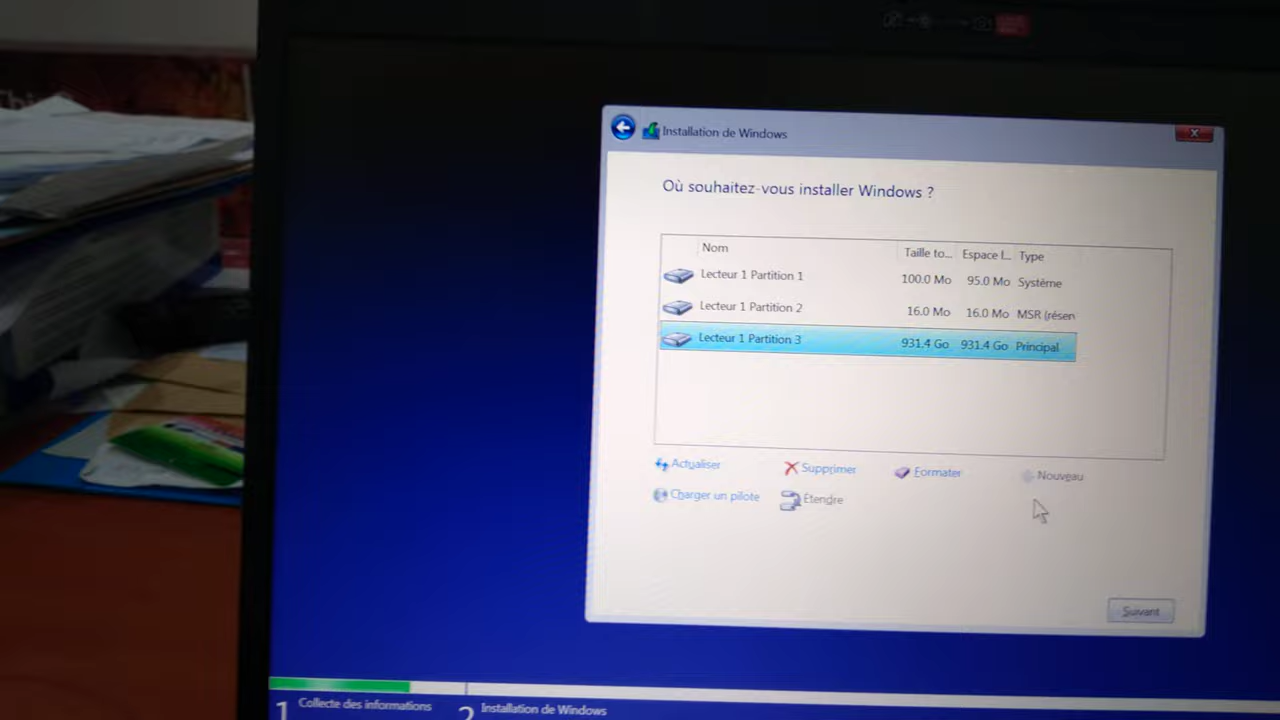 Installation de Windows
Où souhaitez-vous installer Windows ?
Nom Taille to... Espace l... Type
Lecteur 1 Partition 1 100.0 Mo 95.0 Mo Système
Lecteur 1 Partition 2 16.0 Mo 16.0 Mo MSR (réserv
Lecteur 1 Partition 3 931.4 Go 931.4 Go Principal
Actualiser Supprimer Formater Nouveau
Charger un pilote Étendre
Suivant
1 Collecte des informations 2 Installation de Windows